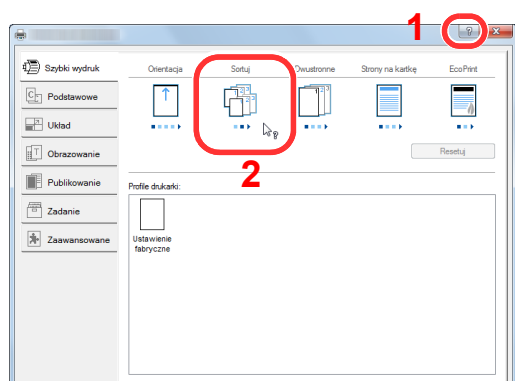 1
?
X
Szybki wydruk
Orientacja
Sortuj
Dwustronne
Strony na kartkę
EcoPrint
Podstawowe
Układ
Obrazowanie
Resetuj
2
Publikowanie
Profile drukarki:
Zadanie
Zaawansowane
Ustawienie
fabryczne